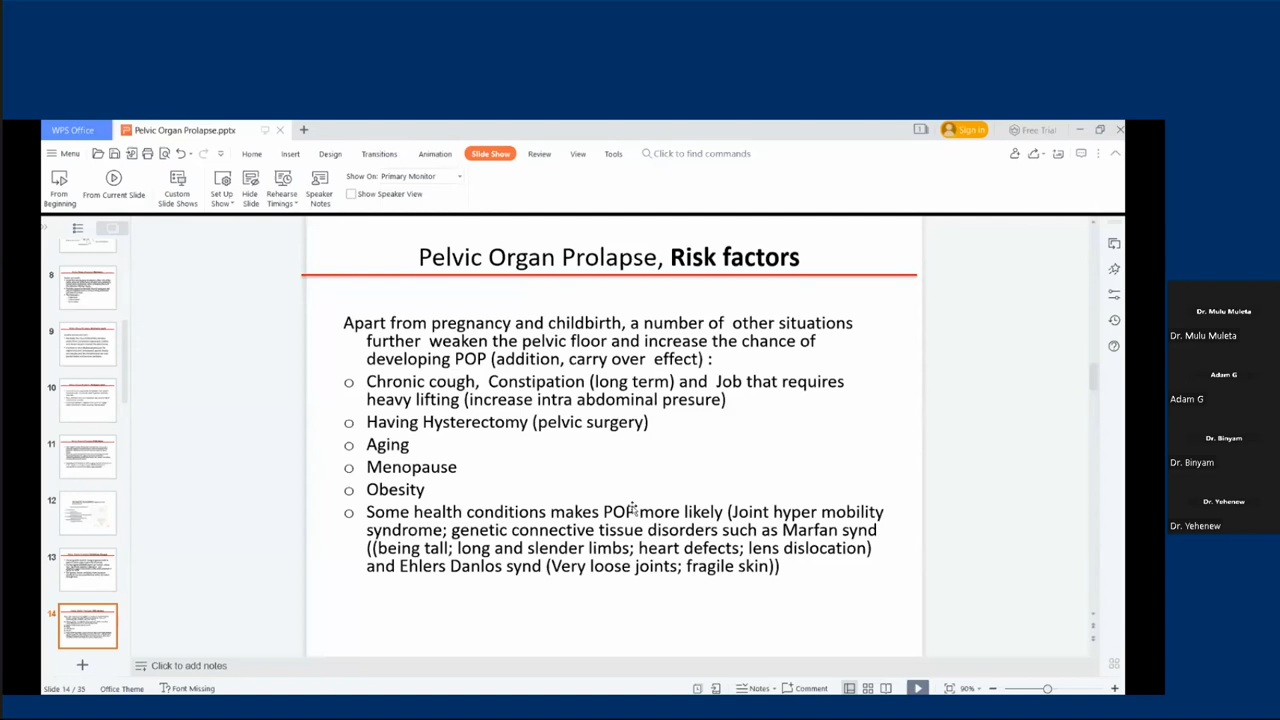 WPS Office
Pelvic Organ Prolapse.pptx
Sign in
Free Trial
Menu
Home
Insert
Design
Transitions
Animation
Slide Show
Review
View
Tools
Click to find commands
From Beginning
From Current Slide
Custom Slide Shows
Set Up Show
Hide Slide
Rehearse Timings
Speaker Notes
Show On: Primary Monitor
Show Speaker View
8
9
10
11
12
13
14
Pelvic Organ Prolapse, Risk factors
Apart from pregnancy and childbirth, a number of other situations
further weaken the pelvic floor and increase the chance of
developing POP (addition, carry over effect) :
o Chronic cough, Constipation (long term) and Job that requires
heavy lifting (increase intra abdominal presure)
o Having Hysterectomy (pelvic surgery)
o Aging
o Menopause
o Obesity
o Some health conditions makes POP more likely (Joint hyper mobility
syndrome; genetic connective tissue disorders such as Marfan synd
((being tall; long and slender limbs; heart defects; lens dislocation)
and Ehlers Danlos synd (Very loose joints; fragile skin))
Click to add notes
Slide 14 / 35
Office Theme
Font Missing
Notes
Comment
90%
Dr. Mulu Muleta
Dr. Mulu Muleta
Adam G
Adam G
Dr. Binyam
Dr. Binyam
Dr. Yehenew
Dr. Yehenew